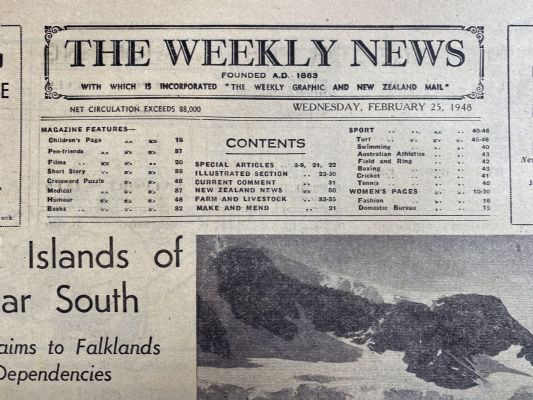 THE WEEKLY NEWS
FOUNDED A.D. 1863
WITH WHICH IS INCORPORATED "THE WEEKLY GRAPHIC AND NEW ZEALAND MAIL"
NET CIRCULATION EXCEEDS 88,000
WEDNESDAY, FEBRUARY 25, 1948
MAGAZINE FEATURES—
Children's Page .. .. 19
Pen-friends .. ..
Films .. .. 20
Short Story .. ..
Crossword Puzzle .. 48
Medical .. ..
Humour .. .. 48
Books .. .. 32
CONTENTS
SPECIAL ARTICLES .. 3-9, 21, 22
ILLUSTRATED SECTION .. 23-30
CURRENT COMMENT .. 31
NEW ZEALAND NEWS .. 50
FARM AND LIVESTOCK .. 33-35
MAKE AND MEND .. 21
SPORT .. .. .. 40-46
Turf .. .. .. 45-46
Swimming .. .. 40
Australian Athletics .. 43
Field and Ring .. 42
Boxing .. .. 43
Cricket .. .. 41
Tennis .. .. 40
WOMEN'S PAGES .. 10-20
Fashion .. .. 16
Domestic Bureau .. 15
Islands of
ar South
aims to Falklands
Dependencies